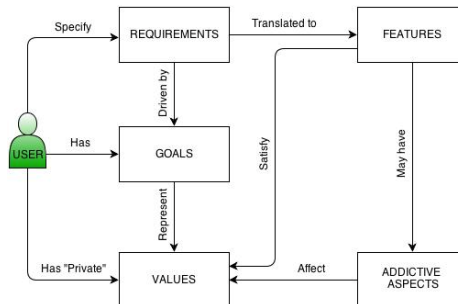 Specify
REQUIREMENTS
Translated to
FEATURES
Driven by
Satisfy
May have
USER
Has
GOALS
Represent
Has "Private"
VALUES
Affect
ADDICTIVE
ASPECTS